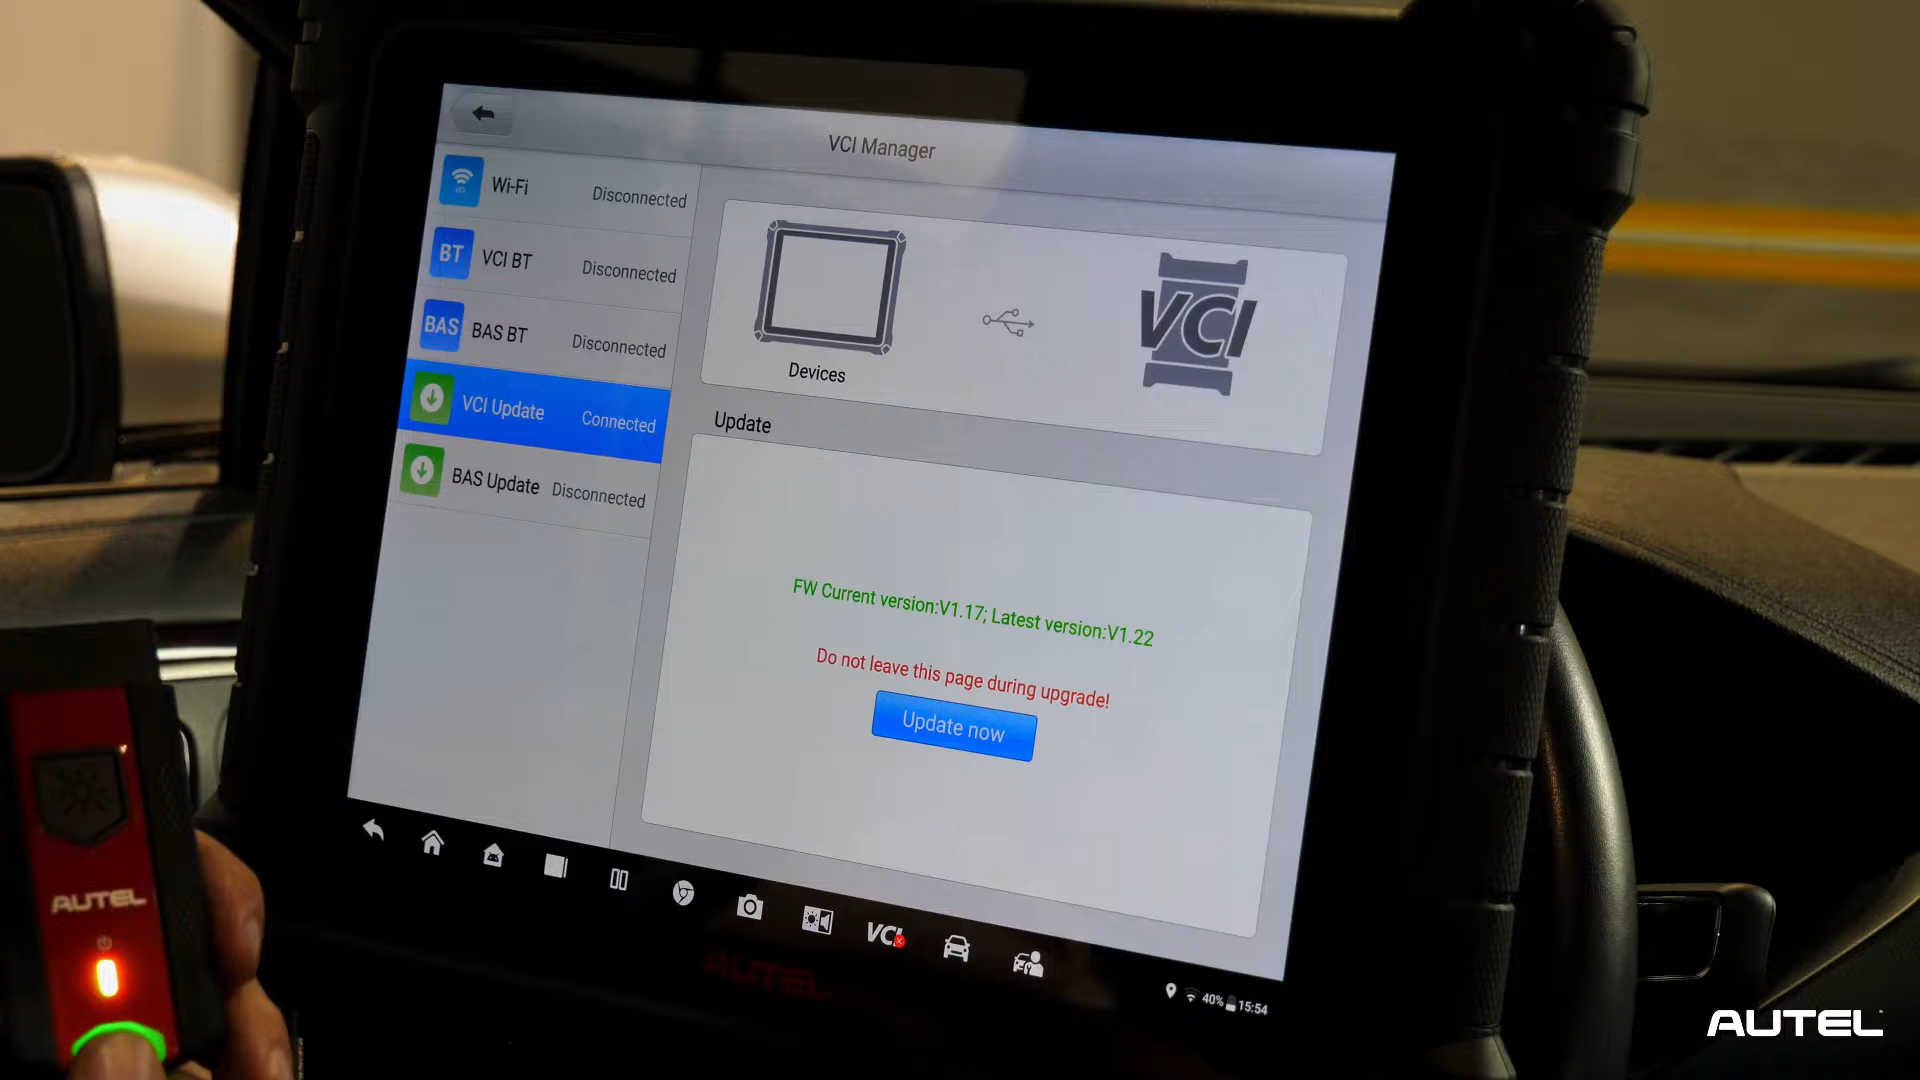 VCI Manager
Wi-Fi Disconnected
BT VCI BT Disconnected
BAS BAS BT Disconnected
VCI Update Connected
BAS Update Disconnected
VCI
Devices
Update
FW Current version:V1.17; Latest version:V1.22
Do not leave this page during upgrade!
Update now
VCI
40% 15:54
AUTEL
AUTEL
AUTEL